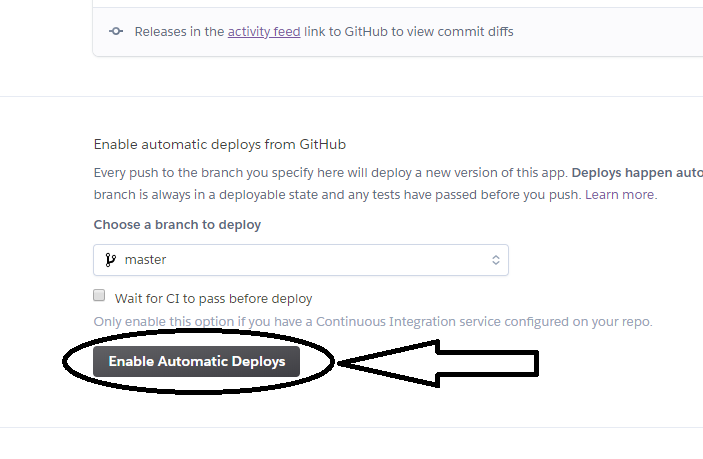 Releases in the activity feed link to GitHub to view commit diffs
Enable automatic deploys from GitHub
Every push to the branch you specify here will deploy a new version of this app. Deploys happen auto
branch is always in a deployable state and any tests have passed before you push. Learn more.
Choose a branch to deploy
master
Wait for CI to pass before deploy
Only enable this option if you have a Continuous Integration service configured on your repo.
Enable Automatic Deploys